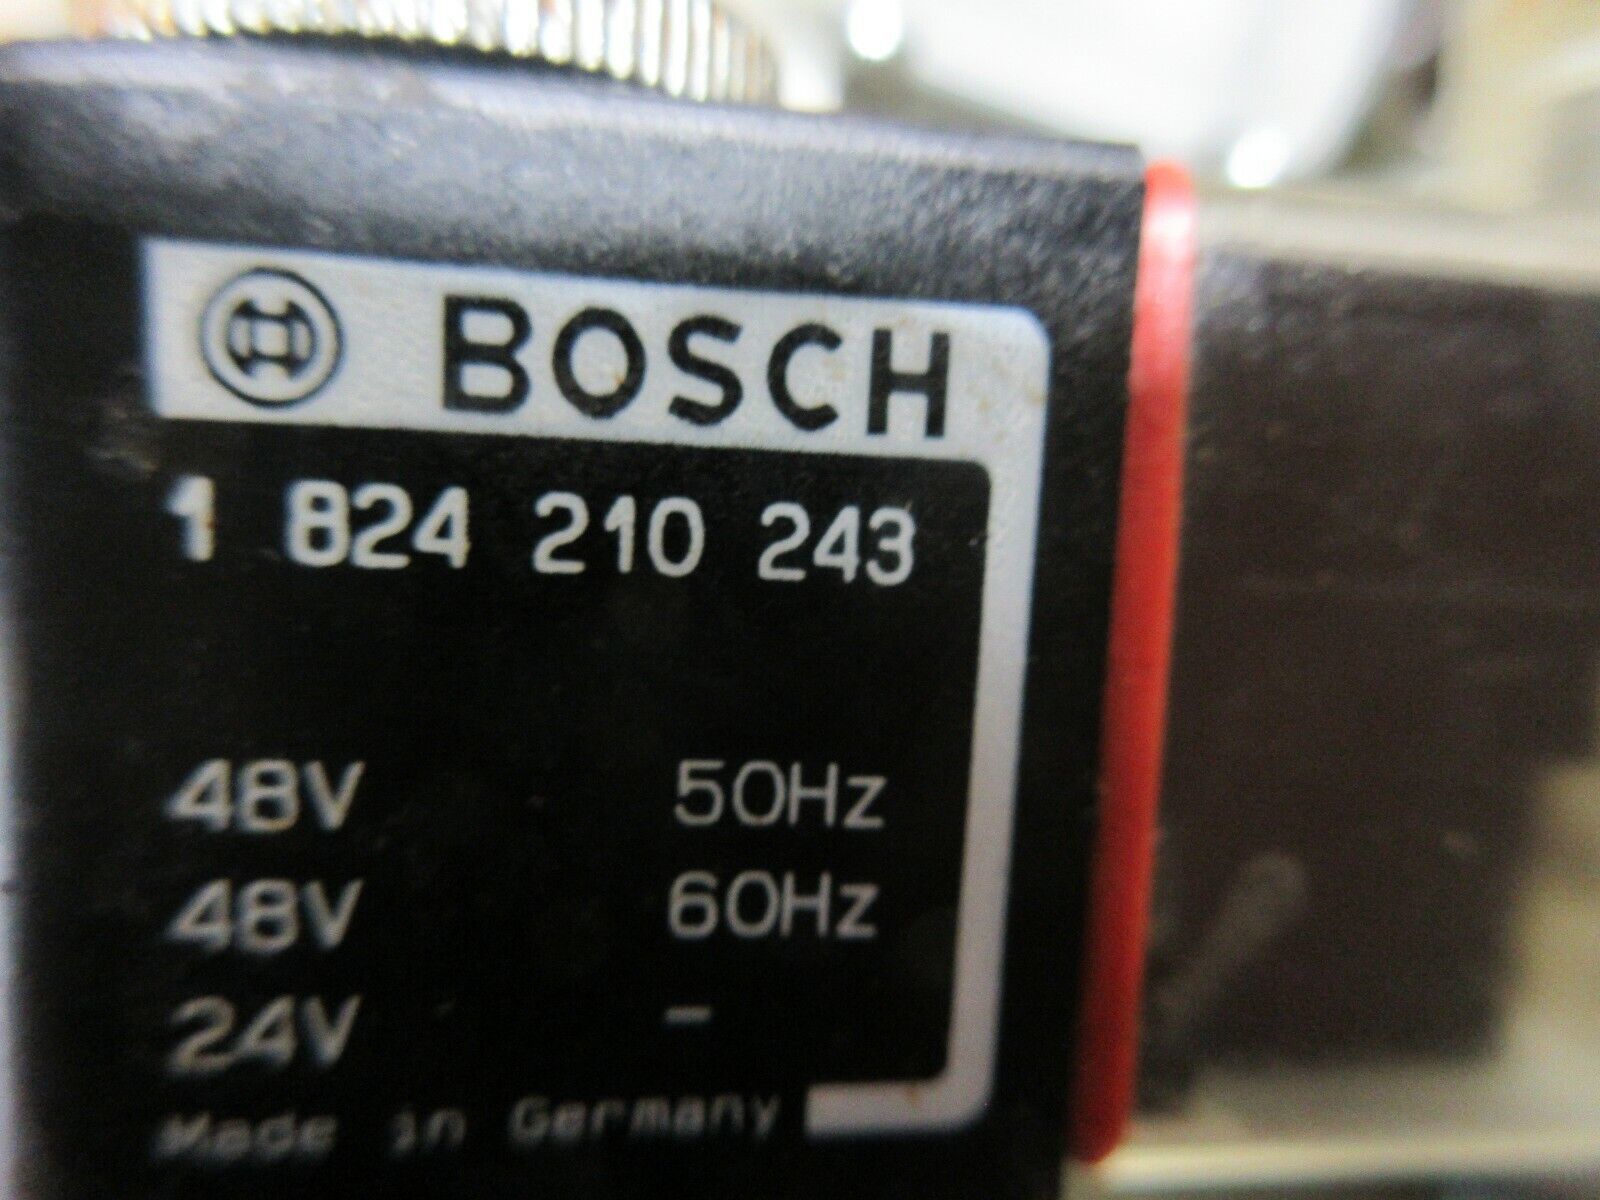 BOSCH
1 824 210 243
48V 50Hz
48V 60Hz
24V -
Made in Germany